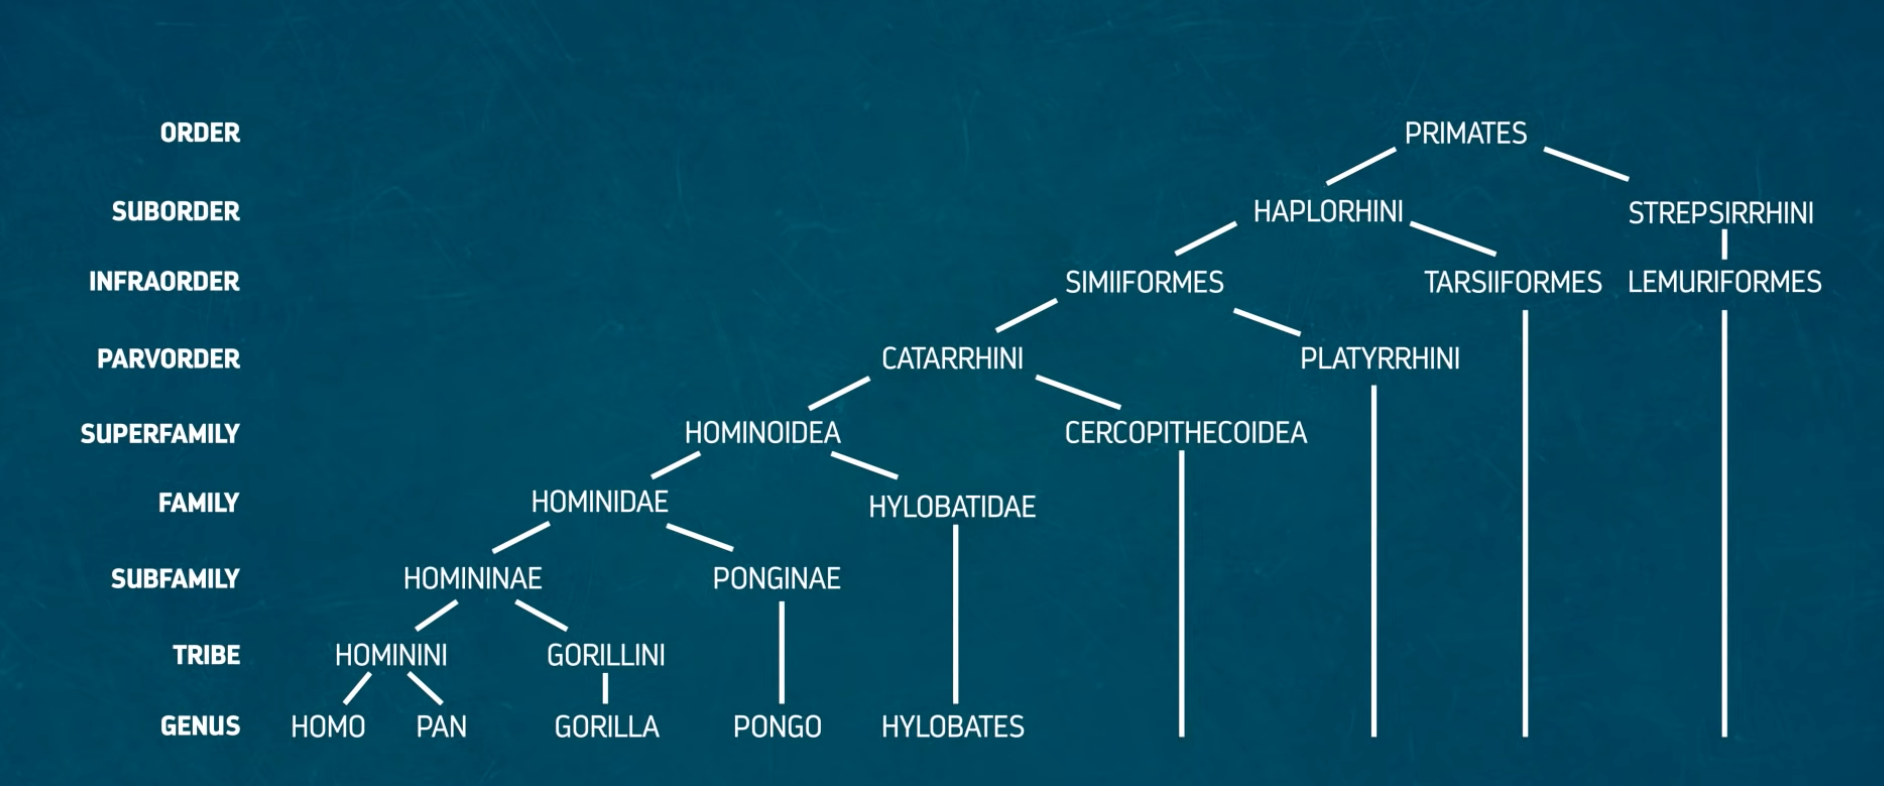 ORDER PRIMATES
SUBORDER HAPLORHINI STREPSIRRHINI
INFRAORDER SIMIIFORMES TARSIIFORMES LEMURIFORMES
PARVORDER CATARRHINI PLATYRRHINI
SUPERFAMILY HOMINOIDEA CERCOPITHECOIDEA
FAMILY HOMINIDAE HYLOBATIDAE
SUBFAMILY HOMININAE PONGINAE
TRIBE HOMININI GORILLINI
GENUS HOMO PAN GORILLA PONGO HYLOBATES